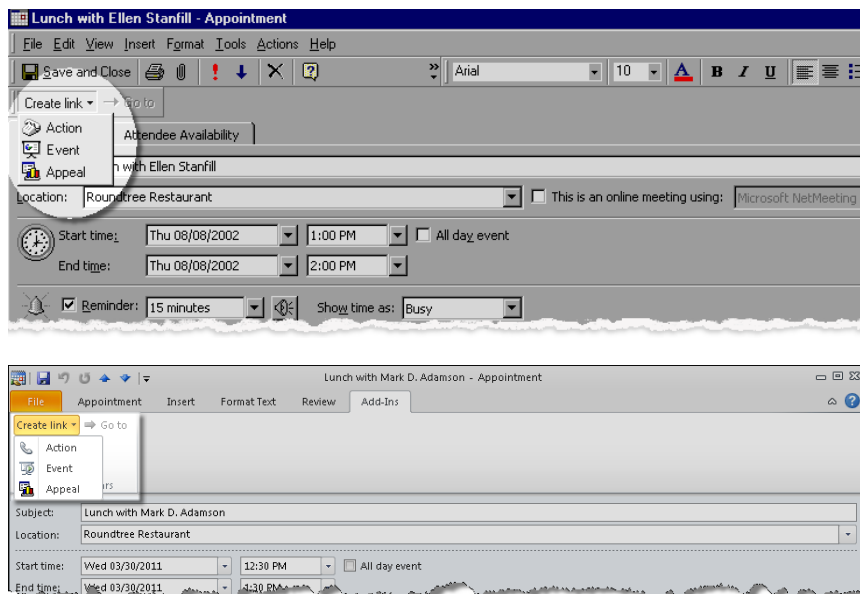 Lunch with Ellen Stanfill - Appointment
File Edit View Insert Format Tools Actions Help
Save and Close Arial 10 A B I U
Create link Go to
Action
Attendee Availability
Event
with Ellen Stanfill
Appeal
Location: Roundtree Restaurant This is an online meeting using: Microsoft NetMeeting
Start time: Thu 08/08/2002 1:00 PM All day event
End time: Thu 08/08/2002 2:00 PM
Reminder: 15 minutes Show time as: Busy
Lunch with Mark D. Adamson - Appointment
File Appointment Insert Format Text Review Add-Ins
Create link Go to
Action
Event
Appeal
Subject: Lunch with Mark D. Adamson
Location: Roundtree Restaurant
Start time: Wed 03/30/2011 12:30 PM All day event
End time: Wed 03/30/2011 1:30 PM